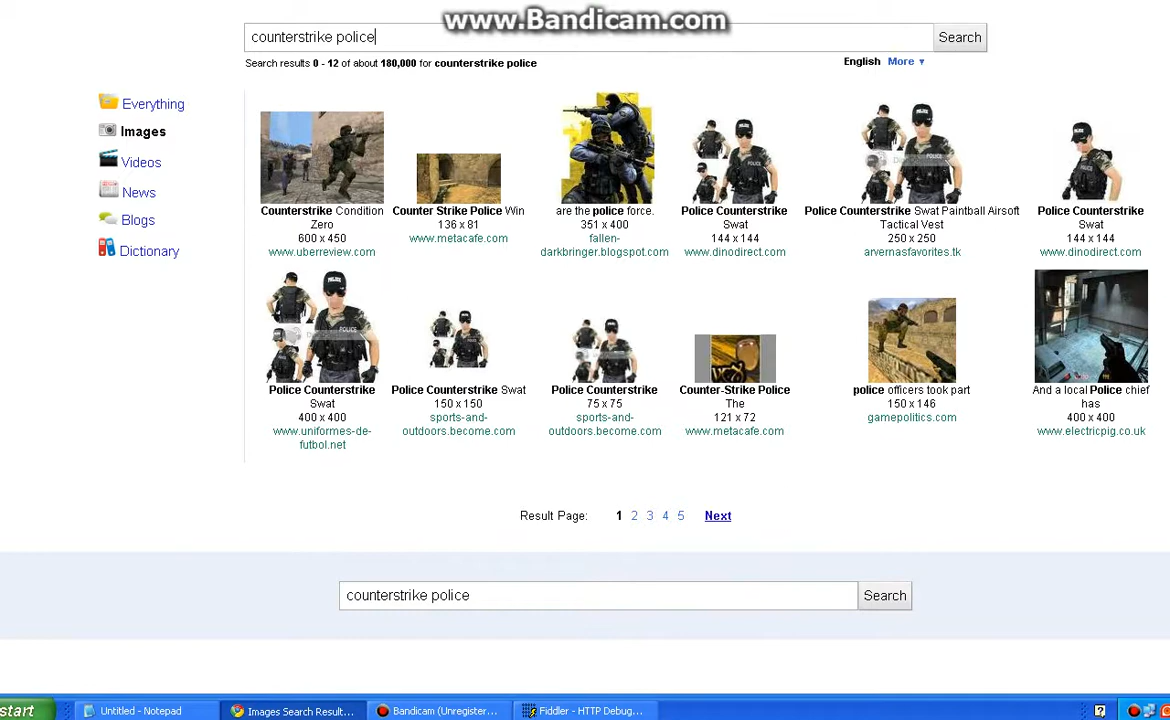 www.Bandicam.com
counterstrike police
Search
Search results 0 - 12 of about 180,000 for counterstrike police
English More ▼
Everything
Images
Videos
News
Blogs
Dictionary
Counterstrike Condition
Zero
600 x 450
www.uberreview.com
Counter Strike Police Win
136 x 81
www.metacafe.com
are the police force.
351 x 400
fallen-
darkbringer.blogspot.com
Police Counterstrike
Swat
144 x 144
www.dinodirect.com
Police Counterstrike Swat Paintball Airsoft
Tactical Vest
250 x 250
arvernasfavorites.tk
Police Counterstrike
Swat
144 x 144
www.dinodirect.com
Police Counterstrike
Swat
400 x 400
www.uniformes-de-
futbol.net
Police Counterstrike Swat
150 x 150
sports-and-
outdoors.become.com
Police Counterstrike
75 x 75
sports-and-
outdoors.become.com
Counter-Strike Police
The
121 x 72
www.metacafe.com
police officers took part
150 x 146
gamepolitics.com
And a local Police chief
has
400 x 400
www.electricpig.co.uk
Result Page: 1 2 3 4 5 Next
counterstrike police
Search
start
Untitled - Notepad
Images Search Result...
Bandicam (Unregister...
Fiddler - HTTP Debug...